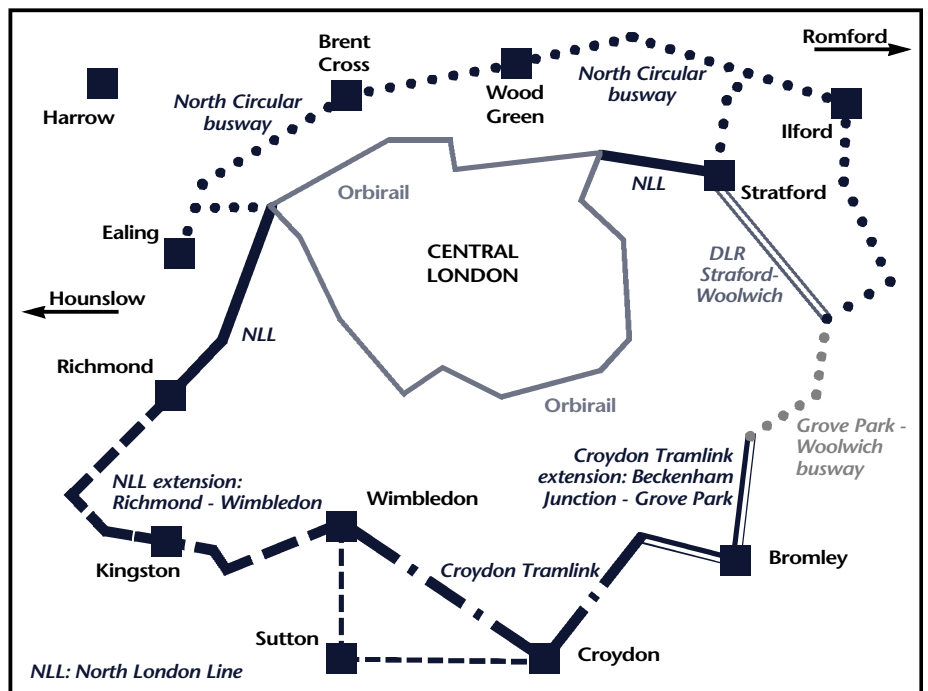 Romford
Brent
Cross
North Circular
busway
Wood
Green
North Circular
busway
Harrow
Ilford
Orbirail
NLL
Stratford
Ealing
CENTRAL
LONDON
DLR
Straford-
Woolwich
Hounslow
NLL
Richmond
Orbirail
Grove Park -
Woolwich
busway
Croydon Tramlink
extension: Beckenham
Junction - Grove Park
NLL extension:
Richmond - Wimbledon
Wimbledon
Kingston
Croydon Tramlink
Bromley
Sutton
Croydon
NLL: North London Line